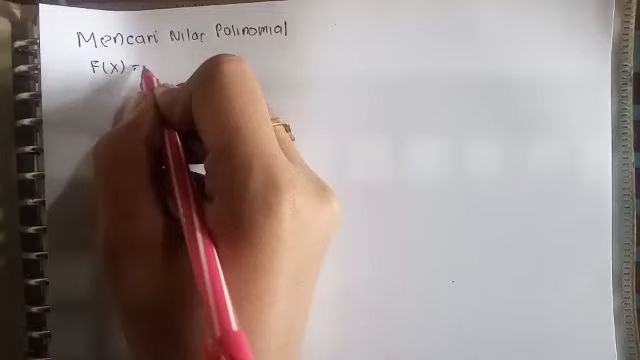 Mencari Nilai Polinomial
F(x) =